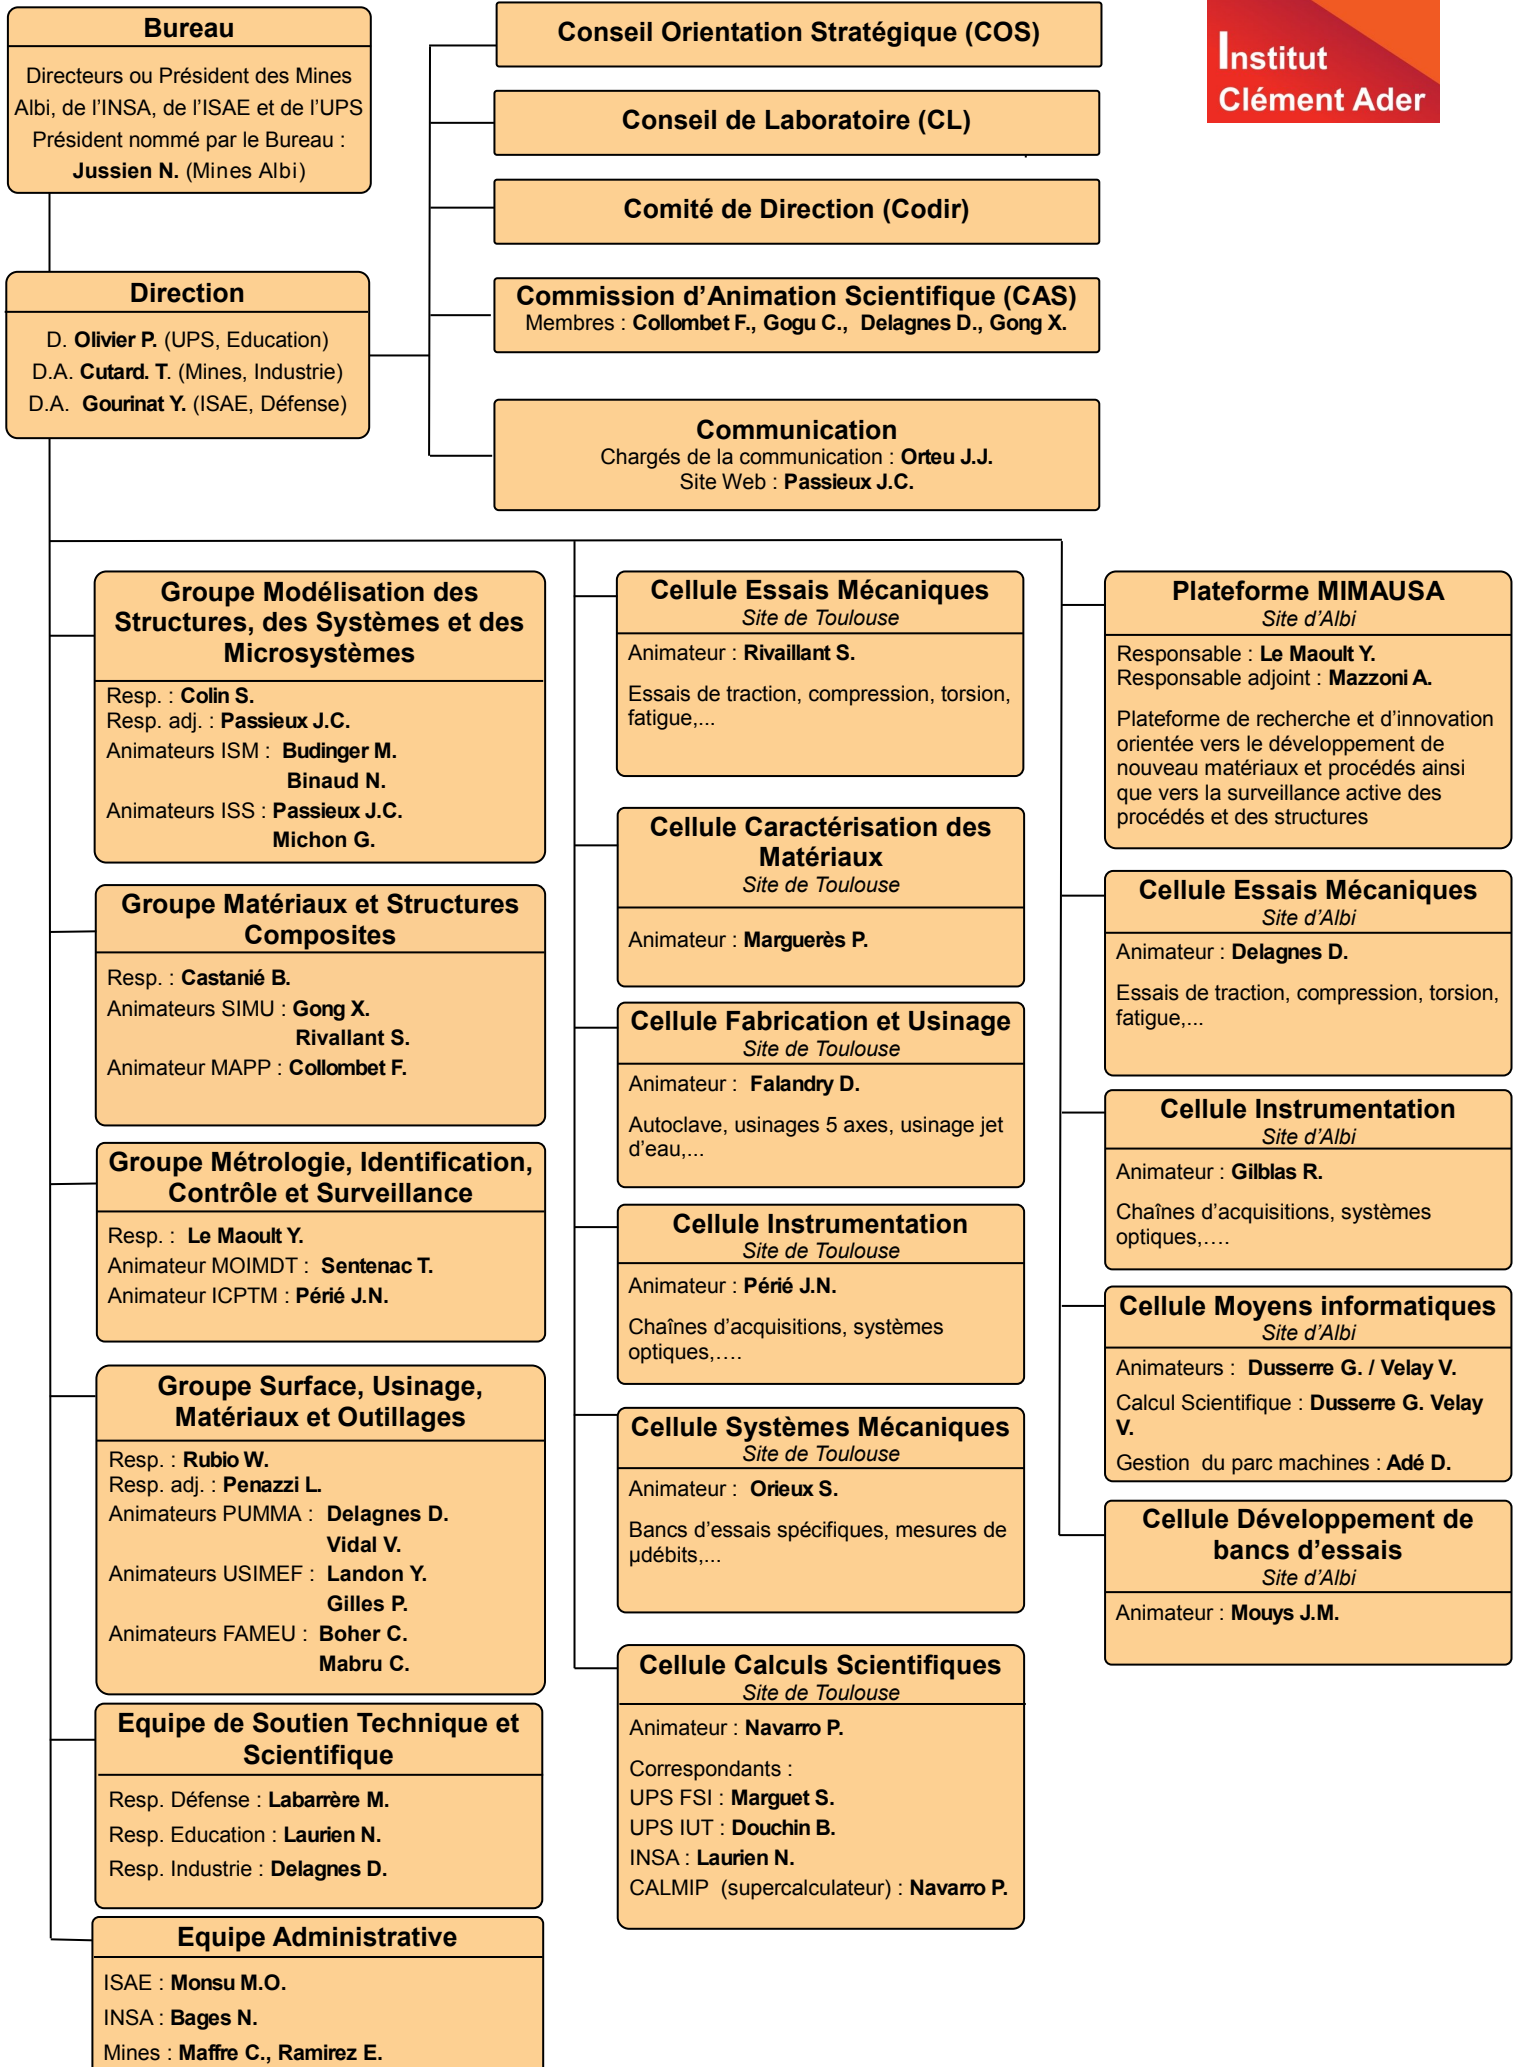 Bureau
Directeurs ou Président des Mines
Albi, de l'INSA, de l'ISAE et de l'UPS
Président nommé par le Bureau :
Jussien N. (Mines Albi)
Conseil Orientation Stratégique (COS)
Institut
Clément Ader
Conseil de Laboratoire (CL)
Comité de Direction (Codir)
Direction
D. Olivier P. (UPS, Education)
D.A. Cutard. T. (Mines, Industrie)
D.A. Gourinat Y. (ISAE, Défense)
Commission d'Animation Scientifique (CAS)
Membres : Collombet F., Gogu C., Delagnes D., Gong X.
Communication
Chargés de la communication : Orteu J.J.
Site Web : Passieux J.C.
Groupe Modélisation des
Structures, des Systèmes et des
Microsystèmes
Resp. : Colin S.
Resp. adj. : Passieux J.C.
Animateurs ISM : Budinger M.
Binaud N.
Animateurs ISS : Passieux J.C.
Michon G.
Groupe Matériaux et Structures
Composites
Resp. : Castanié B.
Animateurs SIMU : Gong X.
Rivallant S.
Animateur MAPP : Collombet F.
Groupe Métrologie, Identification,
Contrôle et Surveillance
Resp. : Le Maoult Y.
Animateur MOIMDT : Sentenac T.
Animateur ICPTM : Périé J.N.
Groupe Surface, Usinage,
Matériaux et Outillages
Resp. : Rubio W.
Resp. adj. : Penazzi L.
Animateurs PUMMA : Delagnes D.
Vidal V.
Animateurs USIMEF : Landon Y.
Gilles P.
Animateurs FAMEU : Boher C.
Mabru C.
Equipe de Soutien Technique et
Scientifique
Resp. Défense : Labarrère M.
Resp. Education : Laurien N.
Resp. Industrie : Delagnes D.
Equipe Administrative
ISAE : Monsu M.O.
INSA : Bages N.
Mines : Maffre C., Ramirez E.
Cellule Essais Mécaniques
Site de Toulouse
Animateur : Rivaillant S.
Essais de traction, compression, torsion,
fatigue,...
Cellule Caractérisation des
Matériaux
Site de Toulouse
Animateur : Marguerès P.
Cellule Fabrication et Usinage
Site de Toulouse
Animateur : Falandry D.
Autoclave, usinages 5 axes, usinage jet
d'eau,...
Cellule Instrumentation
Site de Toulouse
Animateur : Périé J.N.
Chaînes d'acquisitions, systèmes
optiques,….
Cellule Systèmes Mécaniques
Site de Toulouse
Animateur : Orieux S.
Bancs d'essais spécifiques, mesures de
µdébits,...
Cellule Calculs Scientifiques
Site de Toulouse
Animateur : Navarro P.
Correspondants :
UPS FSI : Marguet S.
UPS IUT : Douchin B.
INSA : Laurien N.
CALMIP (supercalculateur) : Navarro P.
Plateforme MIMAUSA
Site d'Albi
Responsable : Le Maoult Y.
Responsable adjoint : Mazzoni A.
Plateforme de recherche et d'innovation
orientée vers le développement de
nouveau matériaux et procédés ainsi
que vers la surveillance active des
procédés et des structures
Cellule Essais Mécaniques
Site d'Albi
Animateur : Delagnes D.
Essais de traction, compression, torsion,
fatigue,...
Cellule Instrumentation
Site d'Albi
Animateur : Gilblas R.
Chaînes d'acquisitions, systèmes
optiques,….
Cellule Moyens informatiques
Site d'Albi
Animateurs : Dusserre G. / Velay V.
Calcul Scientifique : Dusserre G. Velay
V.
Gestion du parc machines : Adé D.
Cellule Développement de
bancs d'essais
Site d'Albi
Animateur : Mouys J.M.